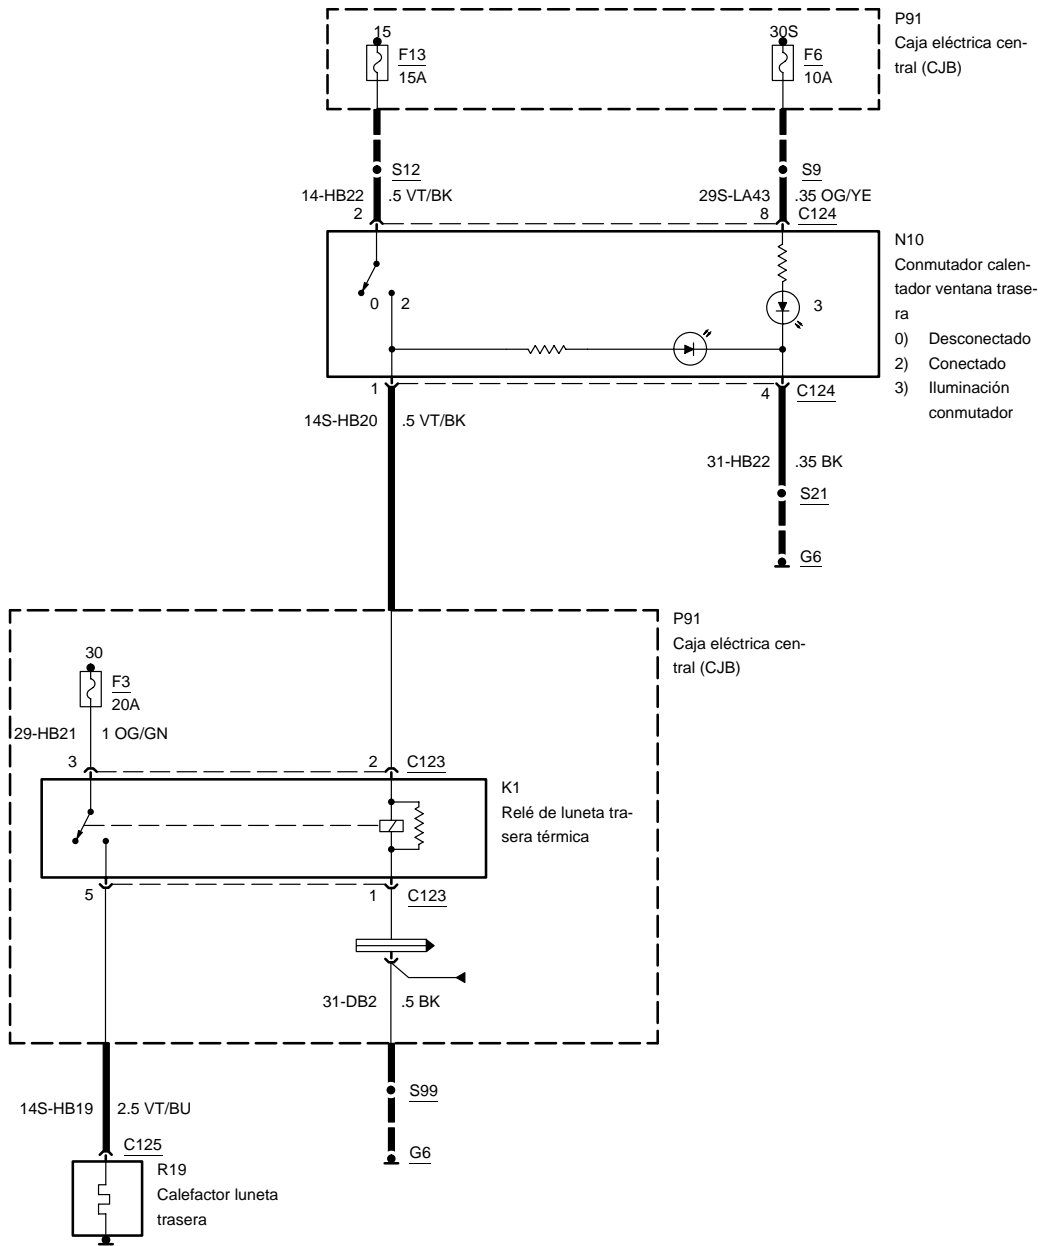 15
F13
15A
30S
F6
10A
P91
Caja eléctrica cen-
tral (CJB)
S12
14-HB22 .5 VT/BK
2
S9
29S-LA43 .35 OG/YE
8 C124
N10
Conmutador calen-
tador ventana trase-
ra
0) Desconectado
2) Conectado
3) Iluminación
conmutador
0 2
3
1
14S-HB20 .5 VT/BK
4 C124
31-HB22 .35 BK
S21
G6
P91
Caja eléctrica cen-
tral (CJB)
30
F3
20A
29-HB21 1 OG/GN
3
2 C123
K1
Relé de luneta tra-
sera térmica
5
1 C123
31-DB2 .5 BK
S99
G6
14S-HB19 2.5 VT/BU
C125
R19
Calefactor luneta
trasera